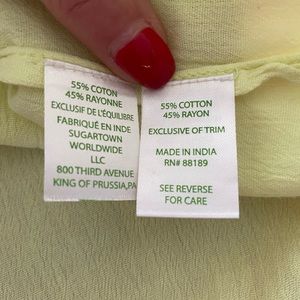 55% COTON
45% RAYONNE
EXCLUSIF DE L'ÉQUILIBRE
FABRIQUÉ EN INDE
SUGARTOWN
WORLDWIDE
LLC
800 THIRD AVENUE
KING OF PRUSSIA,PA
55% COTTON
45% RAYON
EXCLUSIVE OF TRIM
MADE IN INDIA
RN# 88189
SEE REVERSE
FOR CARE